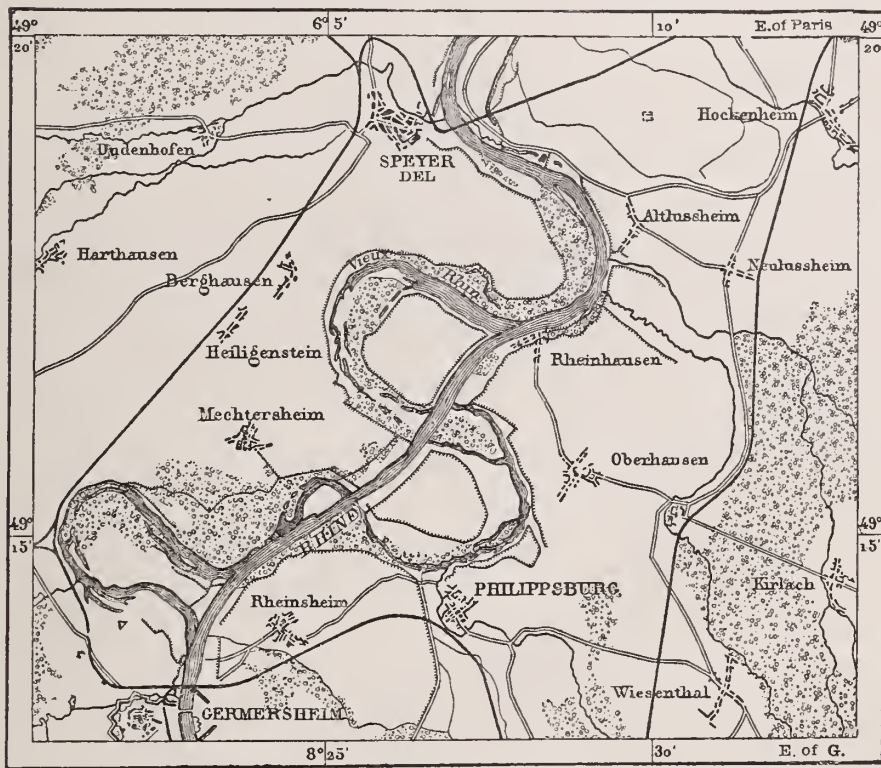 49° 6° 5' 10' E. of Paris 49°
20' 20'
Hockenheim
Dudenhofen
SPEYER
DEL
Altlussheim
Harthausen
Vieux Rhin
Neulussheim
Berghausen
Heiligenstein
Rheinhausen
Mechtersheim
Oberhausen
49° 49°
15' 15'
RHINE
Kirlach
PHILIPPSBURG
Rheinsheim
Wiesenthal
GERMERSHEIM
8°25' 30' E. of G.